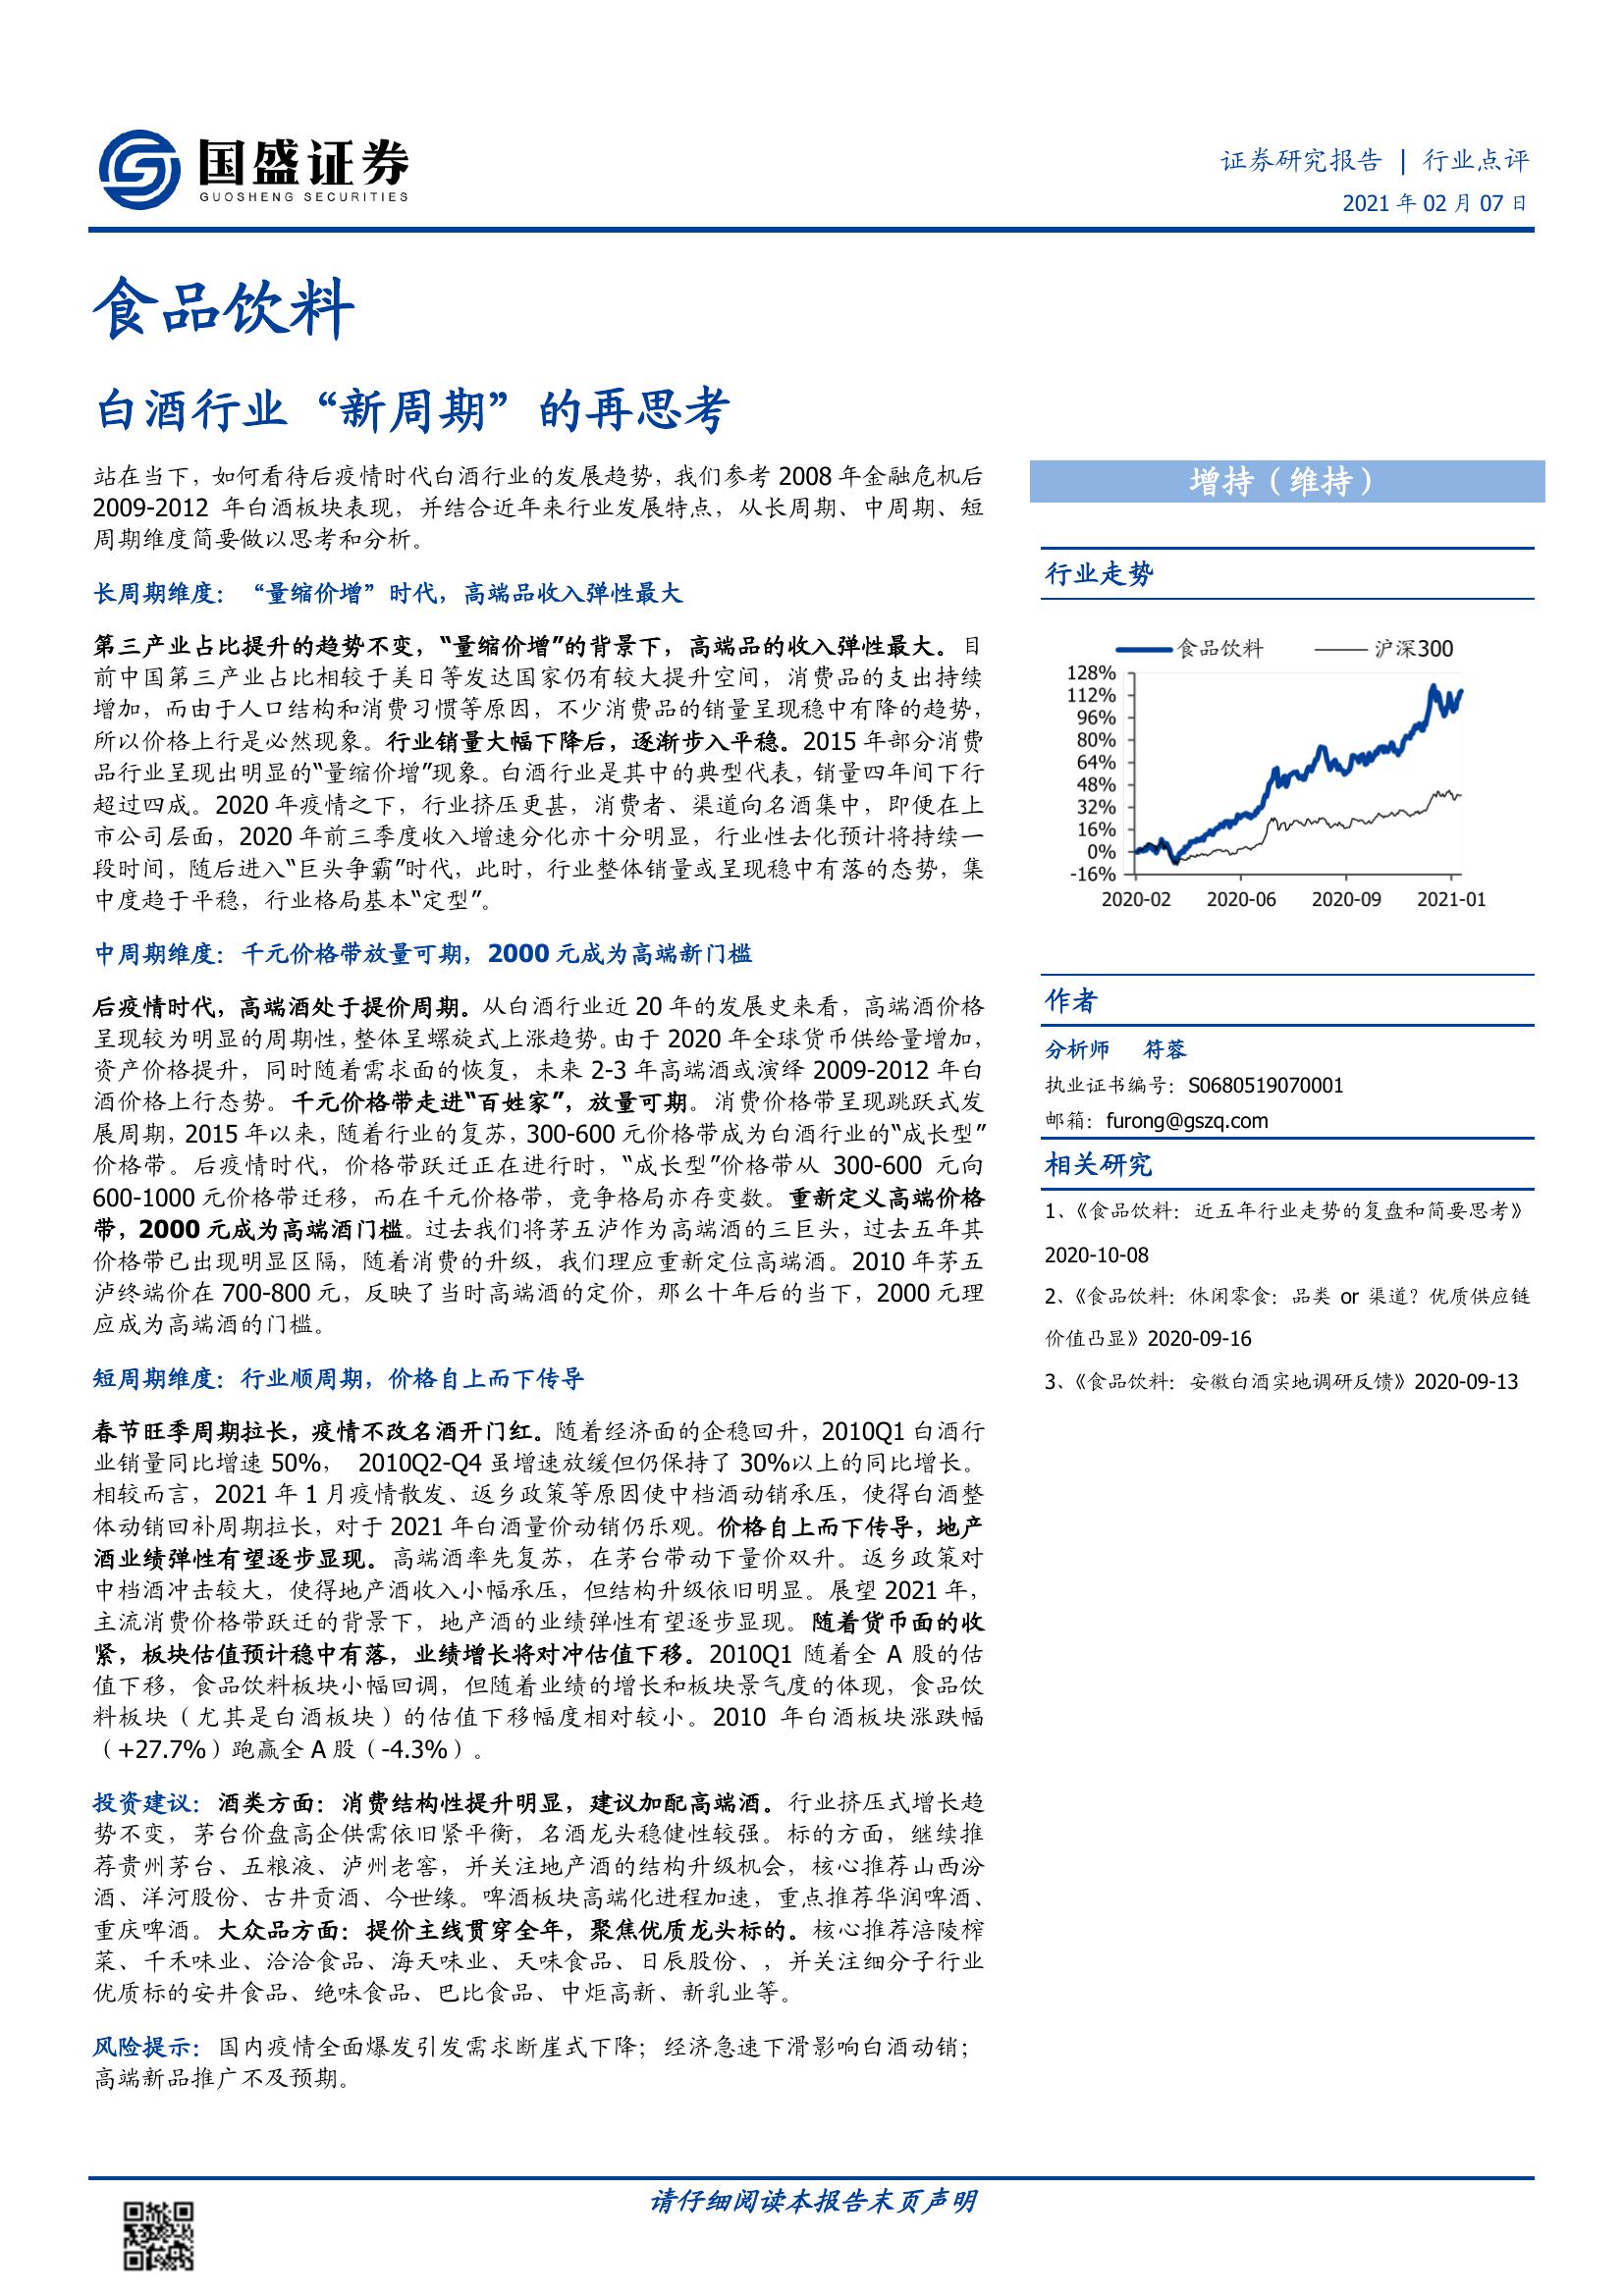 国盛证券
GUOSHENG SECURITIES
证券研究报告 | 行业点评
2021 年 02 月 07 日
食品饮料
白酒行业“新周期”的再思考
站在当下，如何看待后疫情时代白酒行业的发展趋势，我们参考 2008 年金融危机后
2009-2012 年白酒板块表现，并结合近年来行业发展特点，从长周期、中周期、短
周期维度简要做以思考和分析。
长周期维度：“量缩价增”时代，高端品收入弹性最大
第三产业占比提升的趋势不变，“量缩价增”的背景下，高端品的收入弹性最大。目
前中国第三产业占比相较于美日等发达国家仍有较大提升空间，消费品的支出持续
增加，而由于人口结构和消费习惯等原因，不少消费品的销量呈现稳中有降的趋势，
所以价格上行是必然现象。行业销量大幅下降后，逐渐步入平稳。2015 年部分消费
品行业呈现出明显的“量缩价增”现象。白酒行业是其中的典型代表，销量四年间下行
超过四成。2020 年疫情之下，行业挤压更甚，消费者、渠道向名酒集中，即便在上
市公司层面，2020 年前三季度收入增速分化亦十分明显，行业性去化预计将持续一
段时间，随后进入“巨头争霸”时代，此时，行业整体销量或呈现稳中有落的态势，集
中度趋于平稳，行业格局基本“定型”。
中周期维度：千元价格带放量可期，2000 元成为高端新门槛
后疫情时代，高端酒处于提价周期。从白酒行业近 20 年的发展史来看，高端酒价格
呈现较为明显的周期性，整体呈螺旋式上涨趋势。由于 2020 年全球货币供给量增加，
资产价格提升，同时随着需求面的恢复，未来 2-3 年高端酒或演绎 2009-2012 年白
酒价格上行态势。千元价格带走进“百姓家”，放量可期。消费价格带呈现跳跃式发
展周期，2015 年以来，随着行业的复苏，300-600 元价格带成为白酒行业的“成长型”
价格带。后疫情时代，价格带跃迁正在进行时，“成长型”价格带从 300-600 元向
600-1000 元价格带迁移，而在千元价格带，竞争格局亦存变数。重新定义高端价格
带，2000 元成为高端酒门槛。过去我们将茅五泸作为高端酒的三巨头，过去五年其
价格带已出现明显区隔，随着消费的升级，我们理应重新定位高端酒。2010 年茅五
泸终端价在 700-800 元，反映了当时高端酒的定价，那么十年后的当下，2000 元理
应成为高端酒的门槛。
短周期维度：行业顺周期，价格自上而下传导
春节旺季周期拉长，疫情不改名酒开门红。随着经济面的企稳回升，2010Q1 白酒行
业销量同比增速 50%， 2010Q2-Q4 虽增速放缓但仍保持了 30%以上的同比增长。
相较而言，2021 年 1 月疫情散发、返乡政策等原因使中档酒动销承压，使得白酒整
体动销回补周期拉长，对于 2021 年白酒量价动销仍乐观。价格自上而下传导，地产
酒业绩弹性有望逐步显现。高端酒率先复苏，在茅台带动下量价双升。返乡政策对
中档酒冲击较大，使得地产酒收入小幅承压，但结构升级依旧明显。展望 2021 年，
主流消费价格带跃迁的背景下，地产酒的业绩弹性有望逐步显现。随着货币面的收
紧，板块估值预计稳中有落，业绩增长将对冲估值下移。2010Q1 随着全 A 股的估
值下移，食品饮料板块小幅回调，但随着业绩的增长和板块景气度的体现，食品饮
料板块（尤其是白酒板块）的估值下移幅度相对较小。2010 年白酒板块涨跌幅
（+27.7%）跑赢全 A 股（-4.3%）。
投资建议：酒类方面：消费结构性提升明显，建议加配高端酒。行业挤压式增长趋
势不变，茅台价盘高企供需依旧紧平衡，名酒龙头稳健性较强。标的方面，继续推
荐贵州茅台、五粮液、泸州老窖，并关注地产酒的结构升级机会，核心推荐山西汾
酒、洋河股份、古井贡酒、今世缘。啤酒板块高端化进程加速，重点推荐华润啤酒、
重庆啤酒。大众品方面：提价主线贯穿全年，聚焦优质龙头标的。核心推荐涪陵榨
菜、千禾味业、洽洽食品、海天味业、天味食品、日辰股份、，并关注细分子行业
优质标的安井食品、绝味食品、巴比食品、中炬高新、新乳业等。
风险提示：国内疫情全面爆发引发需求断崖式下降；经济急速下滑影响白酒动销；
高端新品推广不及预期。
增持（维持）
行业走势
食品饮料 沪深300
128%
112%
96%
80%
64%
48%
32%
16%
0%
-16%
2020-02 2020-06 2020-09 2021-01
作者
分析师 符蓉
执业证书编号：S0680519070001
邮箱：furong@gszq.com
相关研究
1、《食品饮料：近五年行业走势的复盘和简要思考》
2020-10-08
2、《食品饮料：休闲零食：品类 or 渠道？优质供应链
价值凸显》2020-09-16
3、《食品饮料：安徽白酒实地调研反馈》2020-09-13
请仔细阅读本报告末页声明